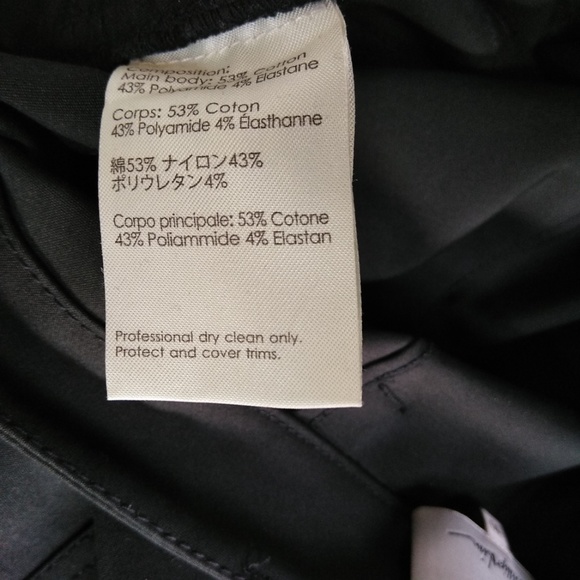 Composition:
Main body: 53% Cotton
43% Polyamide 4% Elastane
Corps: 53% Coton
43% Polyamide 4% Élasthanne
綿53% ナイロン43%
ポリウレタン4%
Corpo principale: 53% Cotone
43% Poliammide 4% Elastan
Professional dry clean only.
Protect and cover trims.